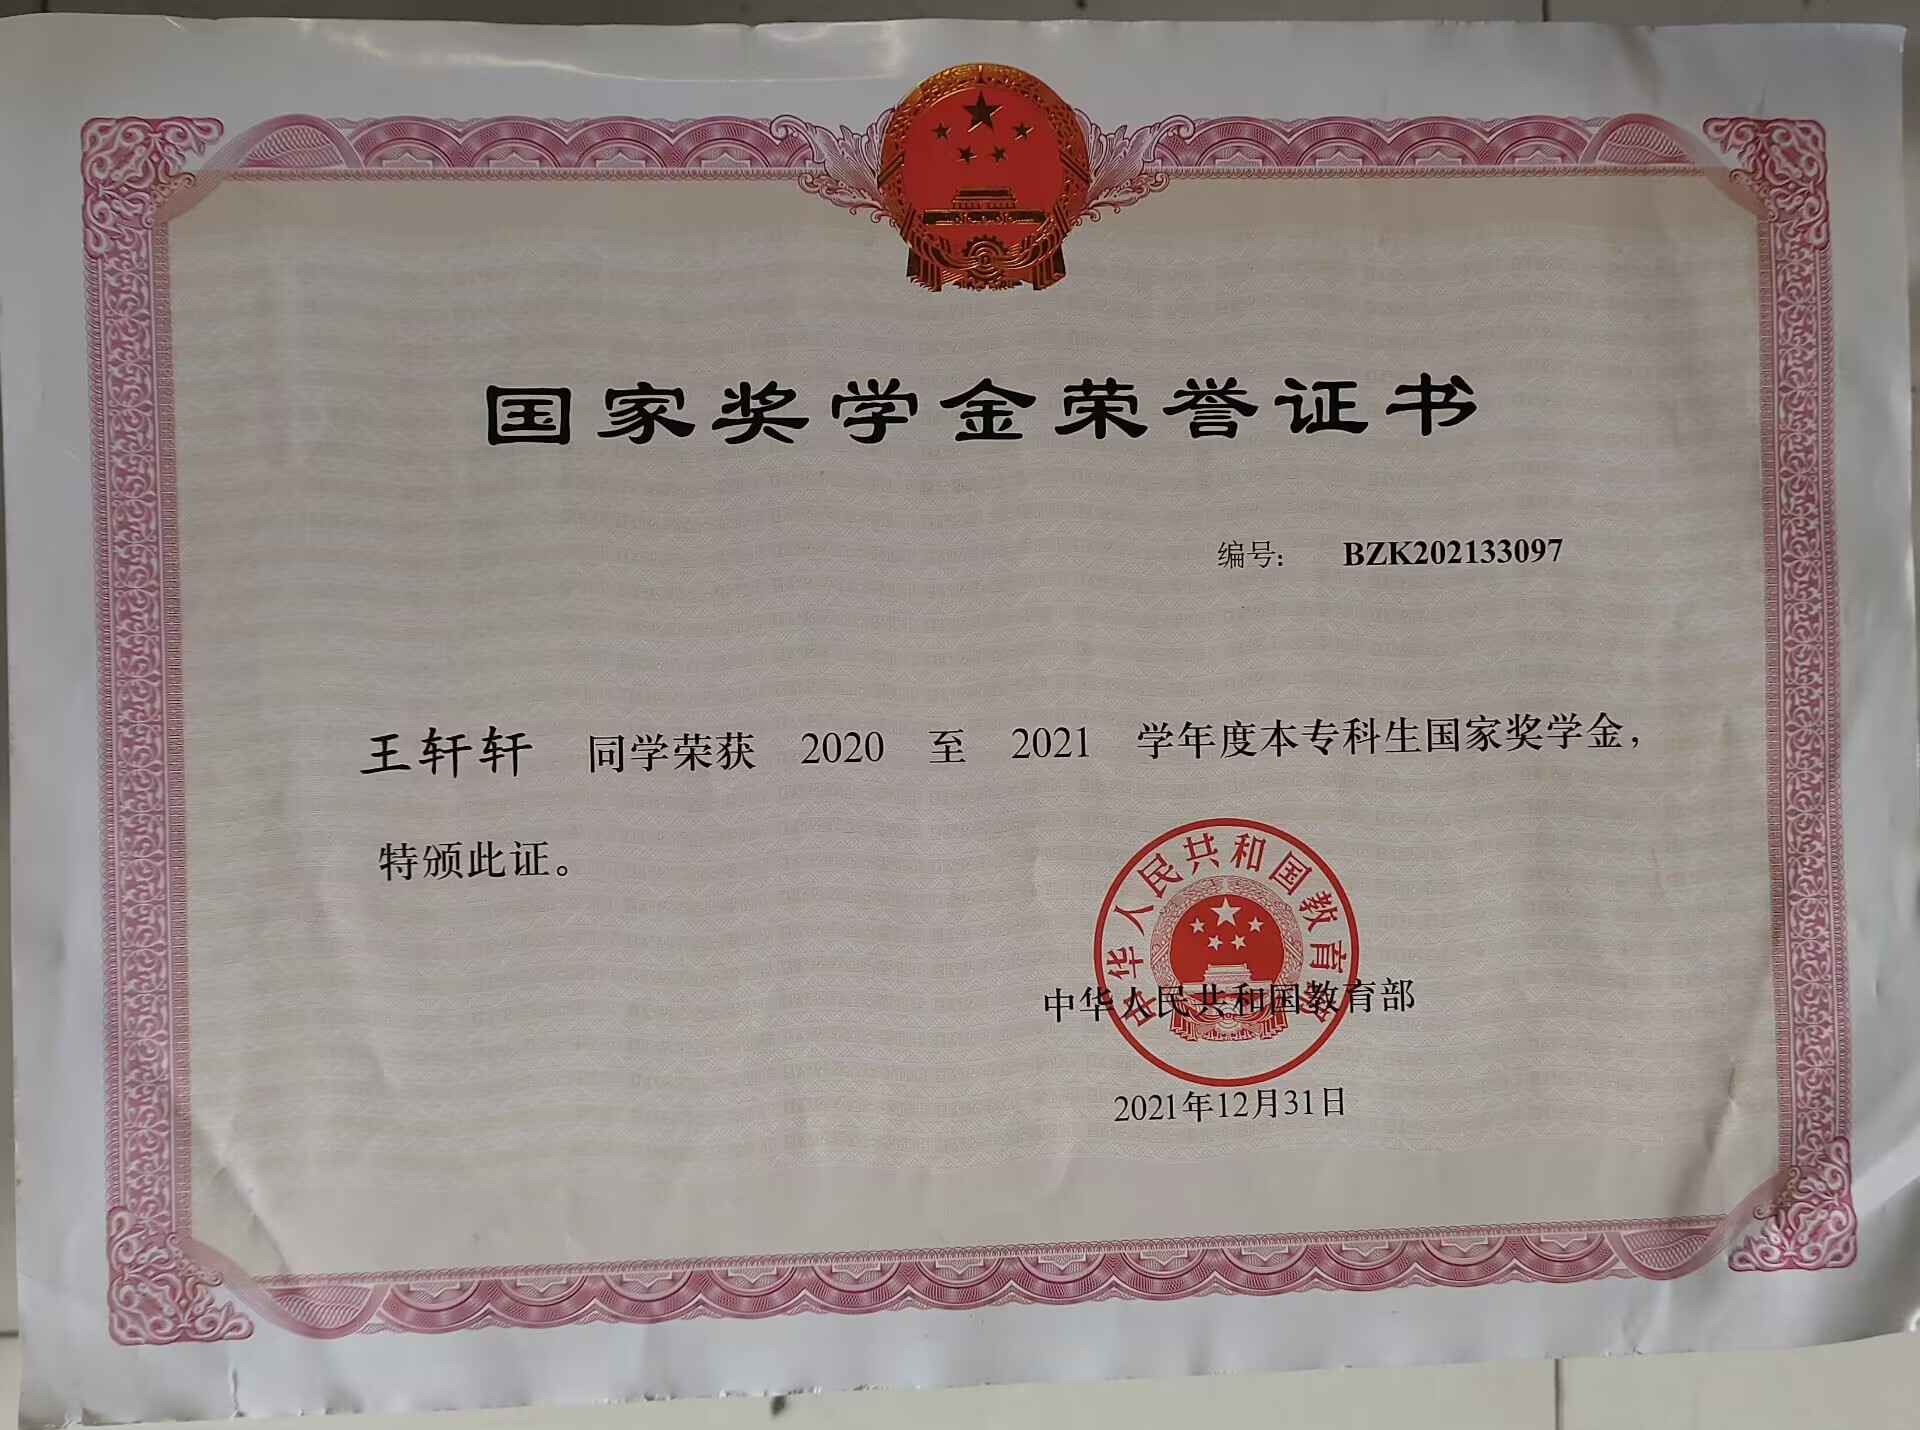 国家奖学金荣誉证书
编号： BZK202133097
王轩轩 同学荣获 2020 至 2021 学年度本专科生国家奖学金，
特颁此证。
中华人民共和国教育部
中华人民共和国教育部
2021年12月31日